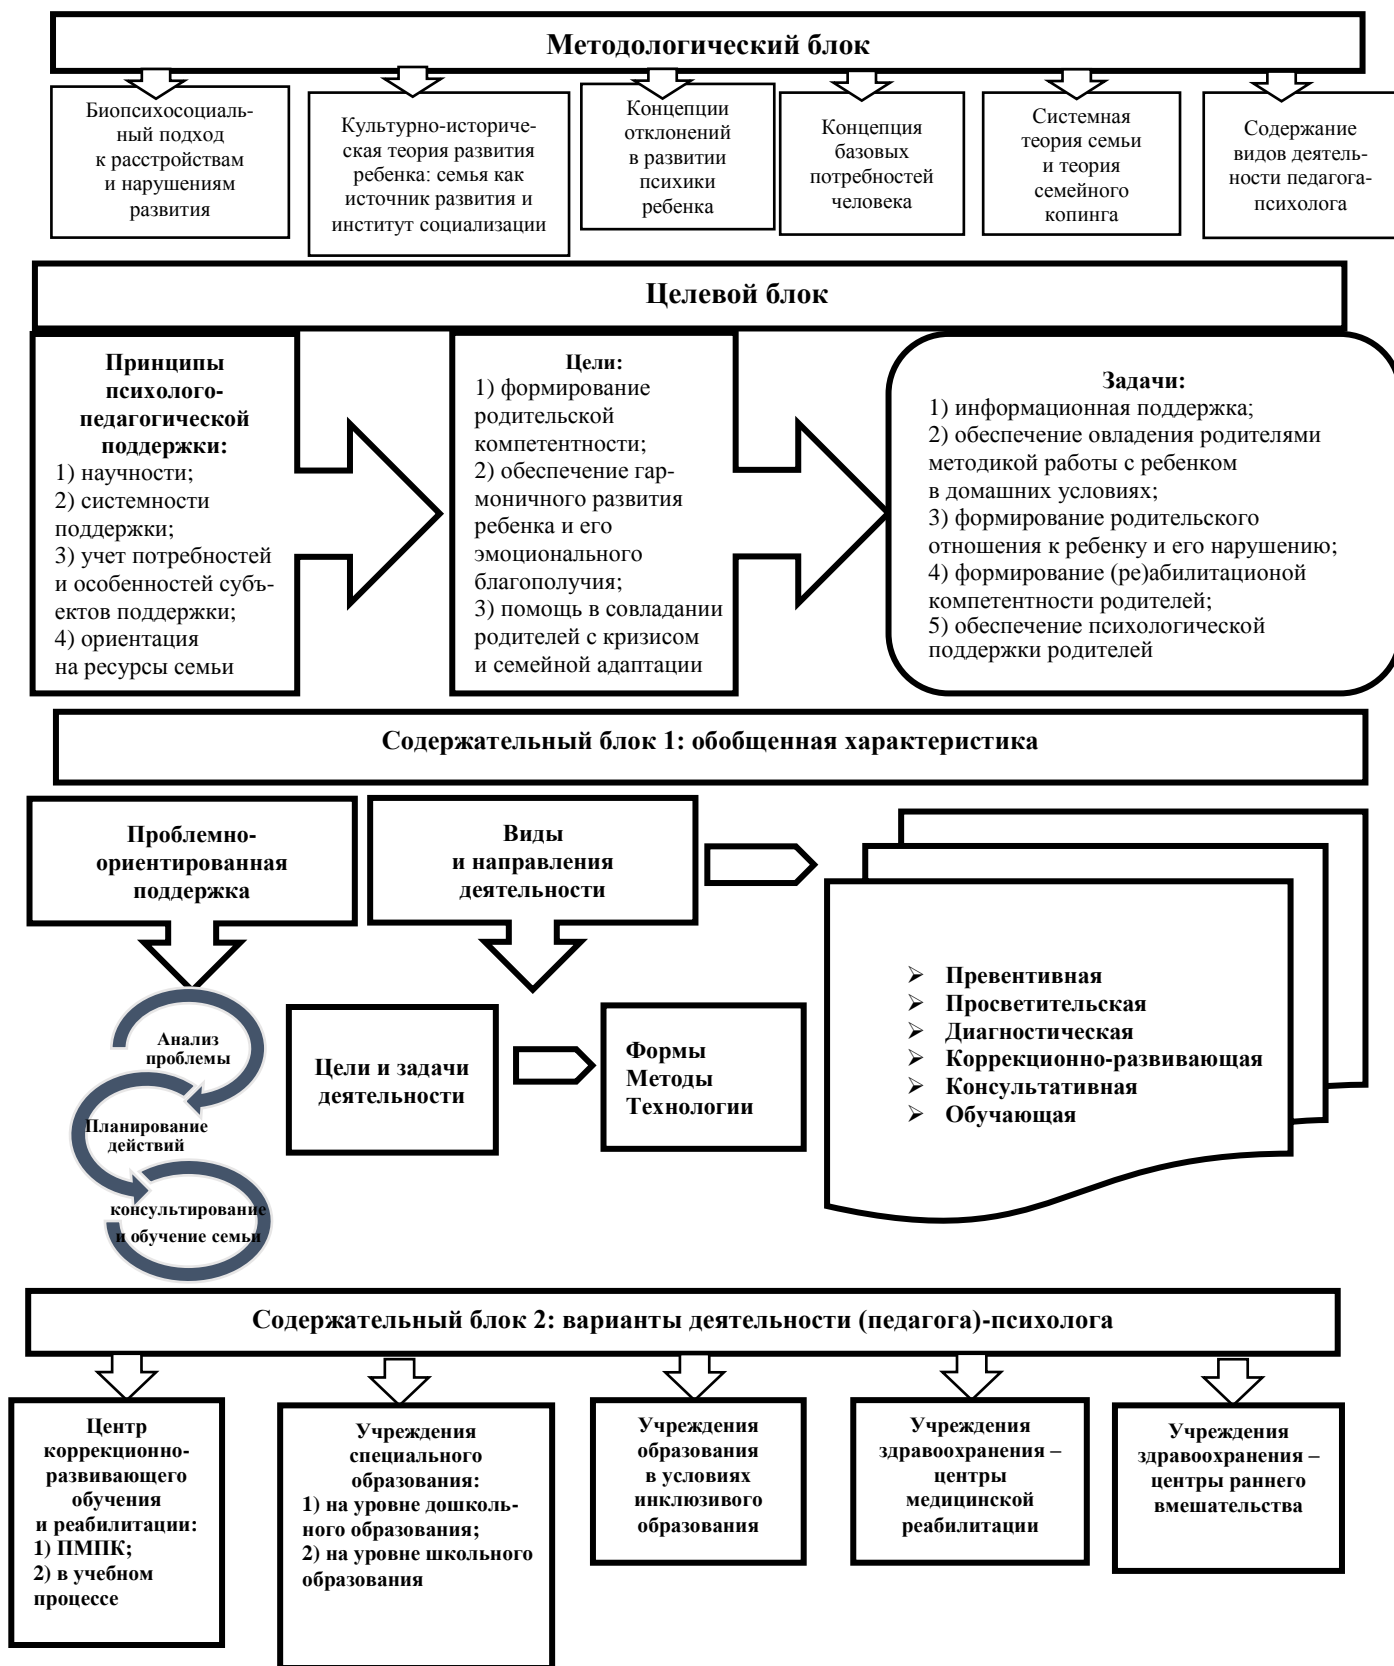 Методологический блок
Биопсихосоциаль-
ный подход
к расстройствам
и нарушениям
развития
Культурно-историче-
ская теория развития
ребенка: семья как
источник развития и
институт социализации
Концепции
отклонений
в развитии
психики
ребенка
Концепция
базовых
потребностей
человека
Системная
теория семьи
и теория
семейного
копинга
Содержание
видов деятель-
ности педагога-
психолога
Целевой блок
Принципы
психолого-
педагогической
поддержки:
1) научности;
2) системности
поддержки;
3) учет потребностей
и особенностей субъ-
ектов поддержки;
4) ориентация
на ресурсы семьи
Цели:
1) формирование
родительской
компетентности;
2) обеспечение гар-
моничного развития
ребенка и его
эмоционального
благополучия;
3) помощь в совладании
родителей с кризисом
и семейной адаптации
Задачи:
1) информационная поддержка;
2) обеспечение овладения родителями
методикой работы с ребенком
в домашних условиях;
3) формирование родительского
отношения к ребенку и его нарушению;
4) формирование (ре)абилитационой
компетентности родителей;
5) обеспечение психологической
поддержки родителей
Содержательный блок 1: обобщенная характеристика
Проблемно-
ориентированная
поддержка
Виды
и направления
деятельности
Анализ
проблемы
Планирование
действий
консультирование
и обучение семьи
Цели и задачи
деятельности
Формы
Методы
Технологии
➢ Превентивная
➢ Просветительская
➢ Диагностическая
➢ Коррекционно-развивающая
➢ Консультативная
➢ Обучающая
Содержательный блок 2: варианты деятельности (педагога)-психолога
Центр
коррекционно-
развивающего
обучения
и реабилитации:
1) ПМПК;
2) в учебном
процессе
Учреждения
специального
образования:
1) на уровне дошколь-
ного образования;
2) на уровне школьного
образования
Учреждения
образования
в условиях
инклюзивого
образования
Учреждения
здравоохранения –
центры
медицинской
реабилитации
Учреждения
здравоохранения –
центры раннего
вмешательства